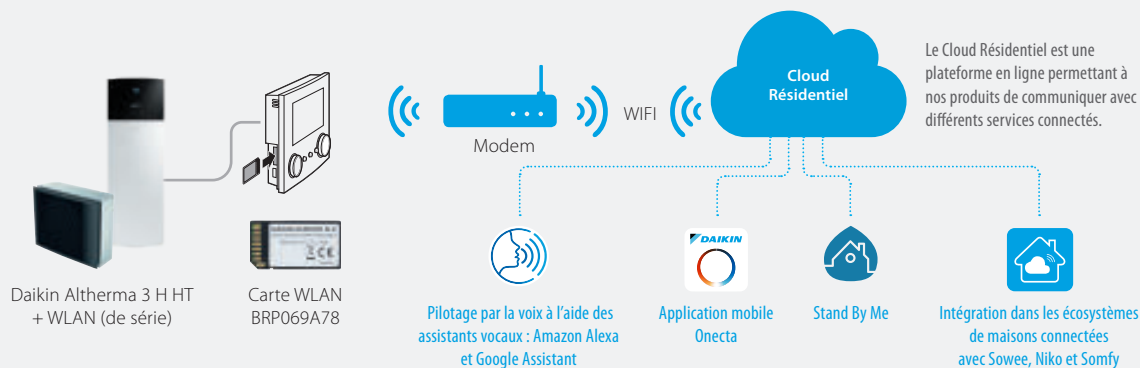 Cloud
Résidentiel
Le Cloud Résidentiel est une
plateforme en ligne permettant à
nos produits de communiquer avec
différents services connectés.
WIFI
Modem
DAIKIN
Daikin Altherma 3 H HT
+ WLAN (de série)
Carte WLAN
BRP069A78
Pilotage par la voix à l'aide des
assistants vocaux : Amazon Alexa
et Google Assistant
Application mobile
Onecta
Stand By Me
Intégration dans les écosystèmes
de maisons connectées
avec Sowee, Niko et Somfy